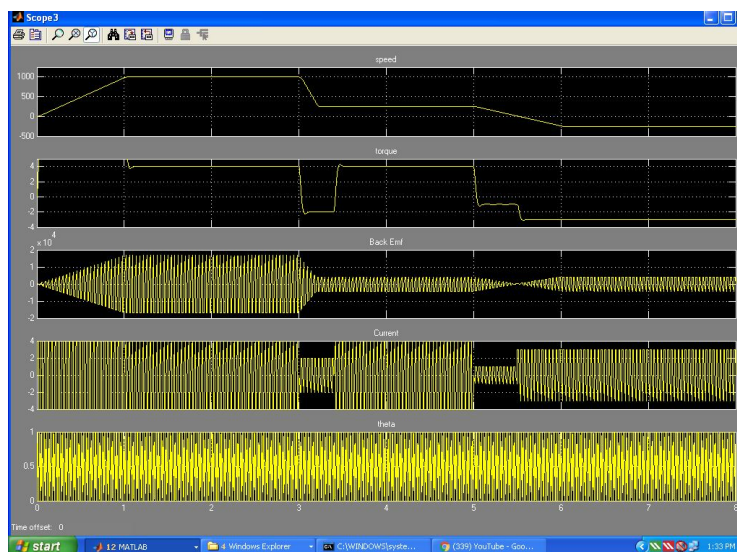 Scope3
speed
1000
500
0
-500
torque
4
2
0
-2
-4
x 10
4
Back Emf
2
1
0
-1
-2
Current
4
2
0
-2
-4
theta
1
0.5
0
0 1 2 3 4 5 6 7 8
Time offset: 0
start 12 MATLAB 4 Windows Explorer C:\WINDOWS\syste... (339) YouTube - Goo... 1:33 PM